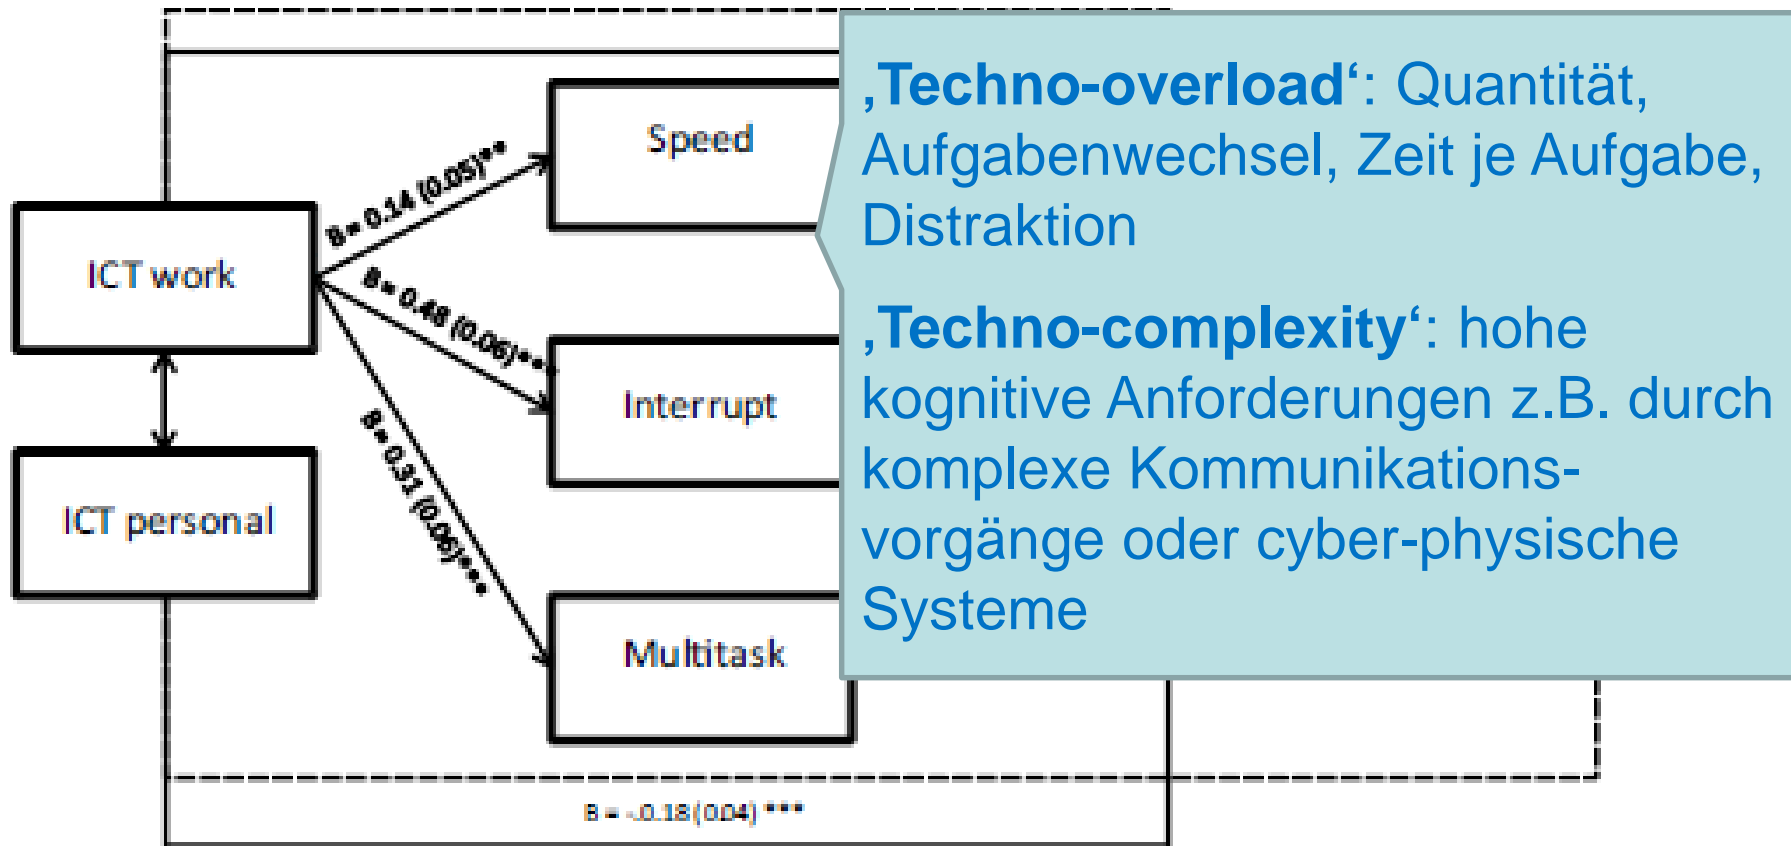 Speed
B = 0.14 (0.05)**
ICT work
B = 0.48 (0.06)***
Interrupt
B = 0.31 (0.06)***
ICT personal
Multitask
B = -.0.18 (0.04) ***
‚Techno-overload‘: Quantität,
Aufgabenwechsel, Zeit je Aufgabe,
Distraktion
‚Techno-complexity‘: hohe
kognitive Anforderungen z.B. durch
komplexe Kommunikations-
vorgänge oder cyber-physische
Systeme